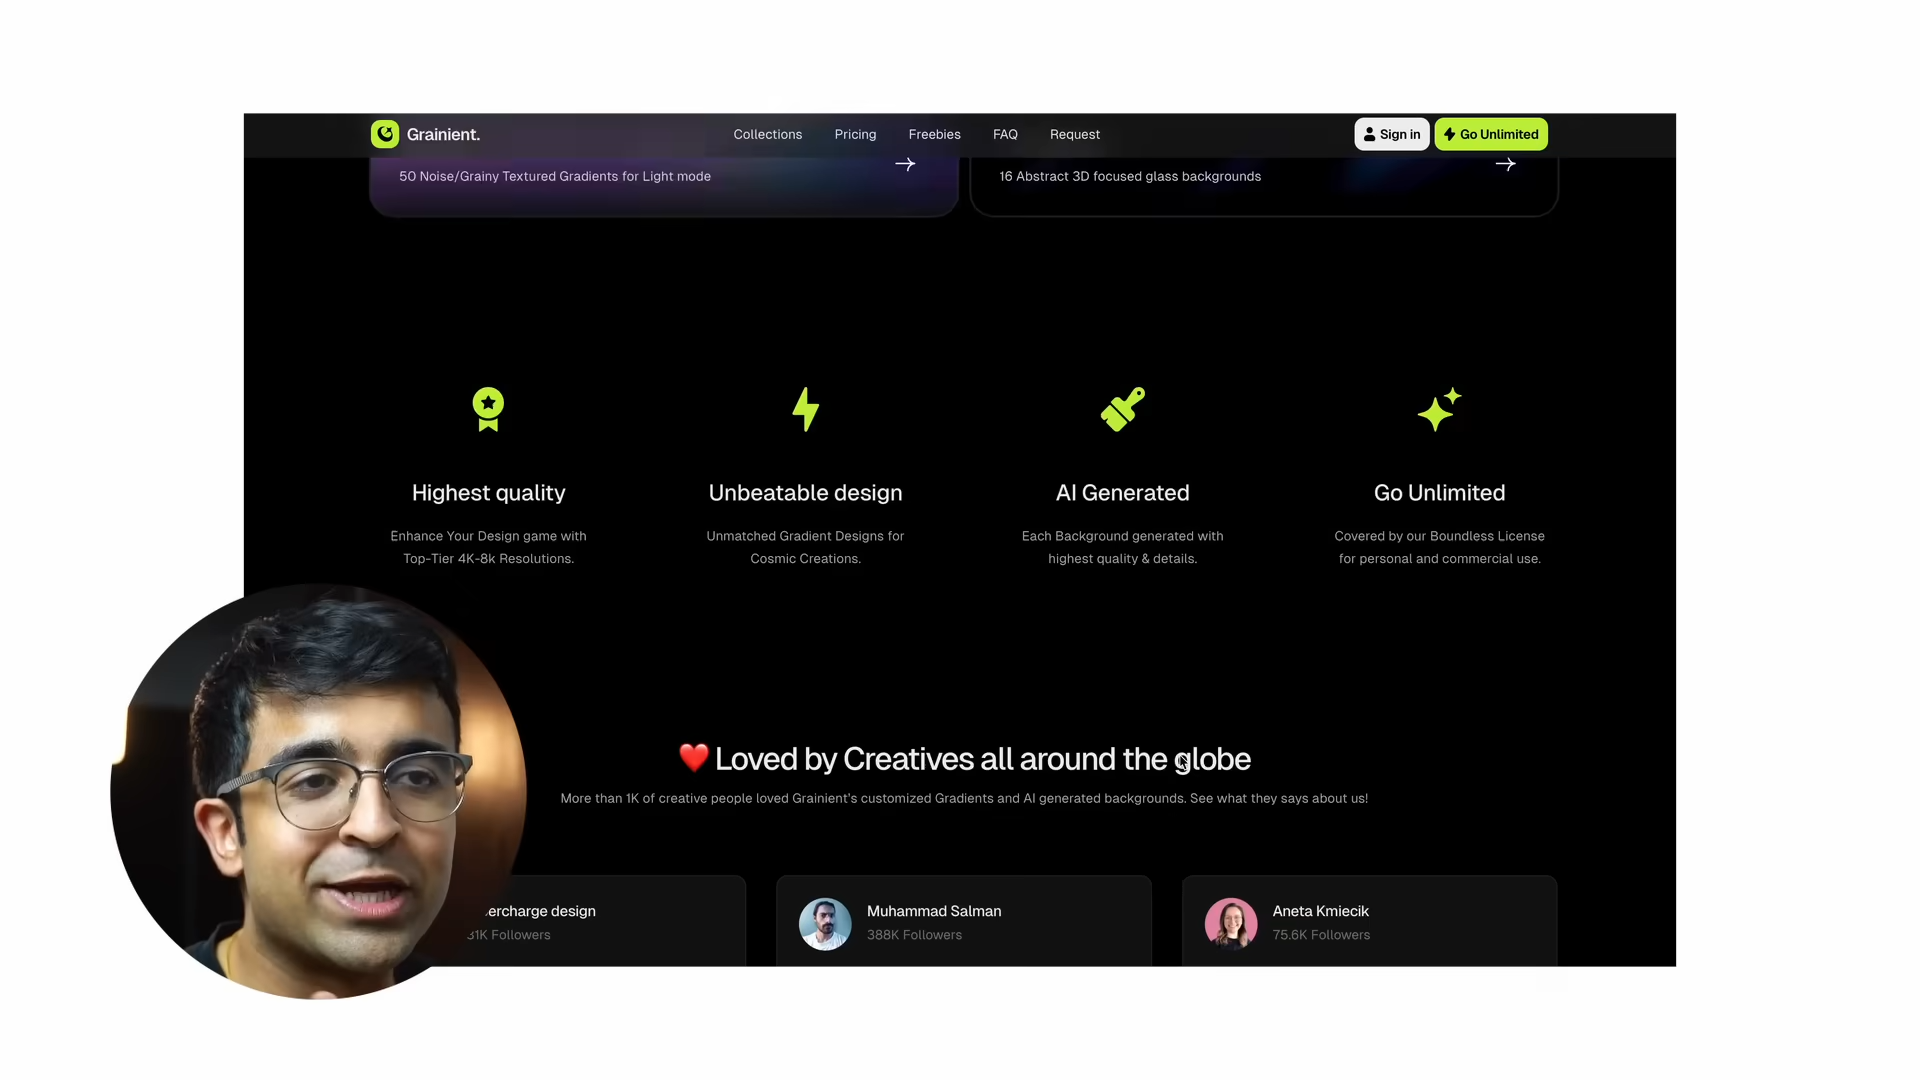 Grainient.
Collections
Pricing
Freebies
FAQ
Request
Sign in
Go Unlimited
50 Noise/Grainy Textured Gradients for Light mode
16 Abstract 3D focused glass backgrounds
Highest quality
Enhance Your Design game with
Top-Tier 4K-8k Resolutions.
Unbeatable design
Unmatched Gradient Designs for
Cosmic Creations.
AI Generated
Each Background generated with
highest quality & details.
Go Unlimited
Covered by our Boundless License
for personal and commercial use.
Loved by Creatives all around the globe
More than 1K of creative people loved Grainient's customized Gradients and AI generated backgrounds. See what they says about us!
design
Followers
Muhammad Salman
388K Followers
Aneta Kmiecik
75.6K Followers